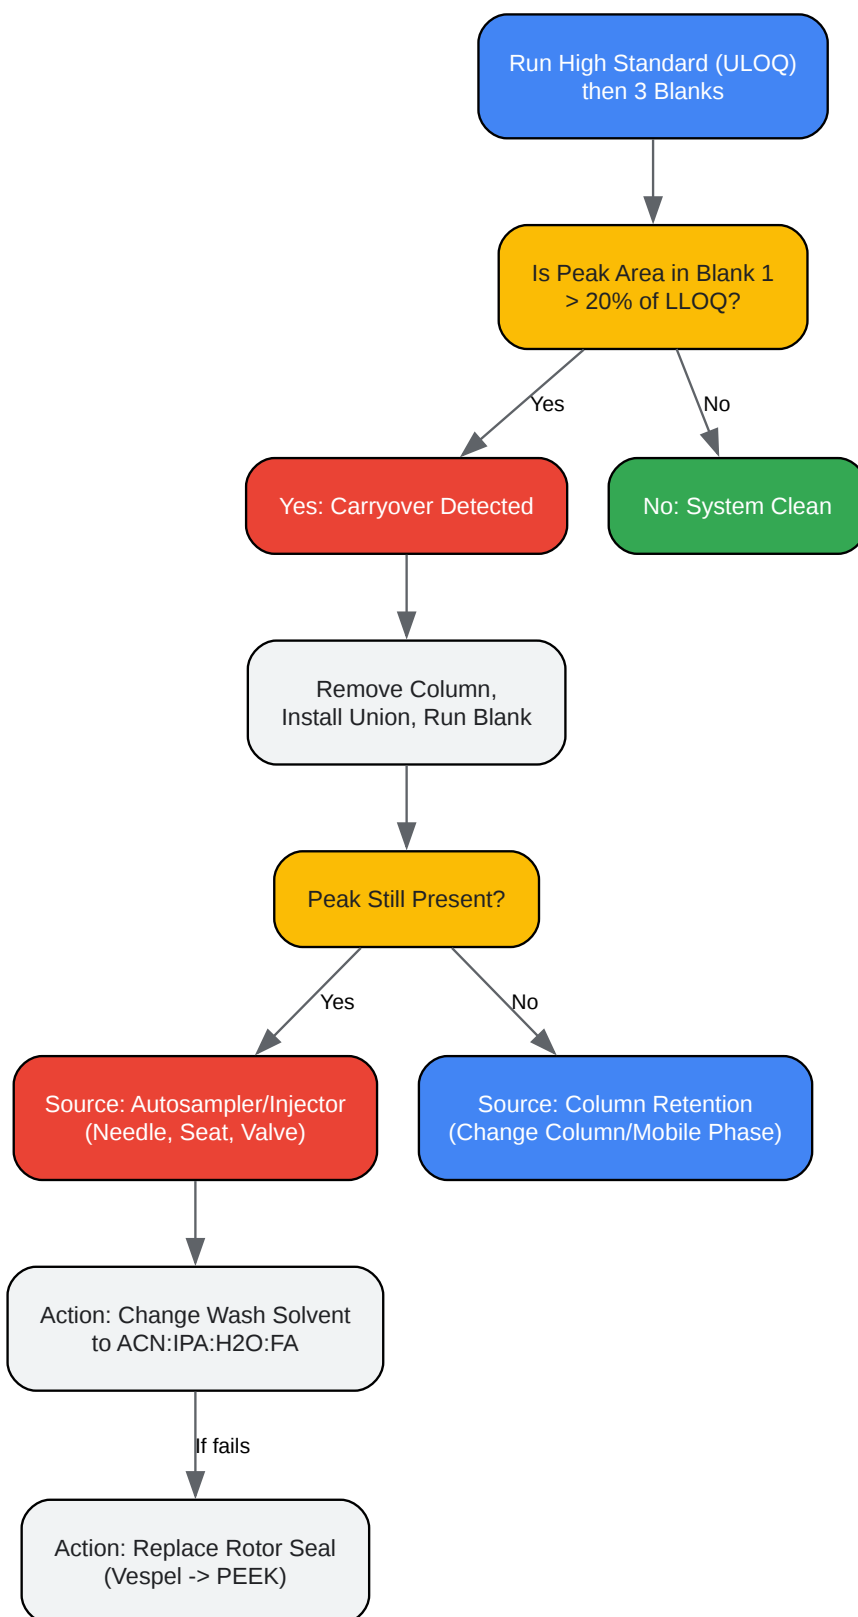 Run High Standard (ULOQ)
then 3 Blanks
Is Peak Area in Blank 1
> 20% of LLOQ?
Yes
No
Yes: Carryover Detected
No: System Clean
Remove Column,
Install Union, Run Blank
Peak Still Present?
Yes
No
Source: Autosampler/Injector
(Needle, Seat, Valve)
Source: Column Retention
(Change Column/Mobile Phase)
Action: Change Wash Solvent
to ACN:IPA:H2O:FA
If fails
Action: Replace Rotor Seal
(Vespel -> PEEK)